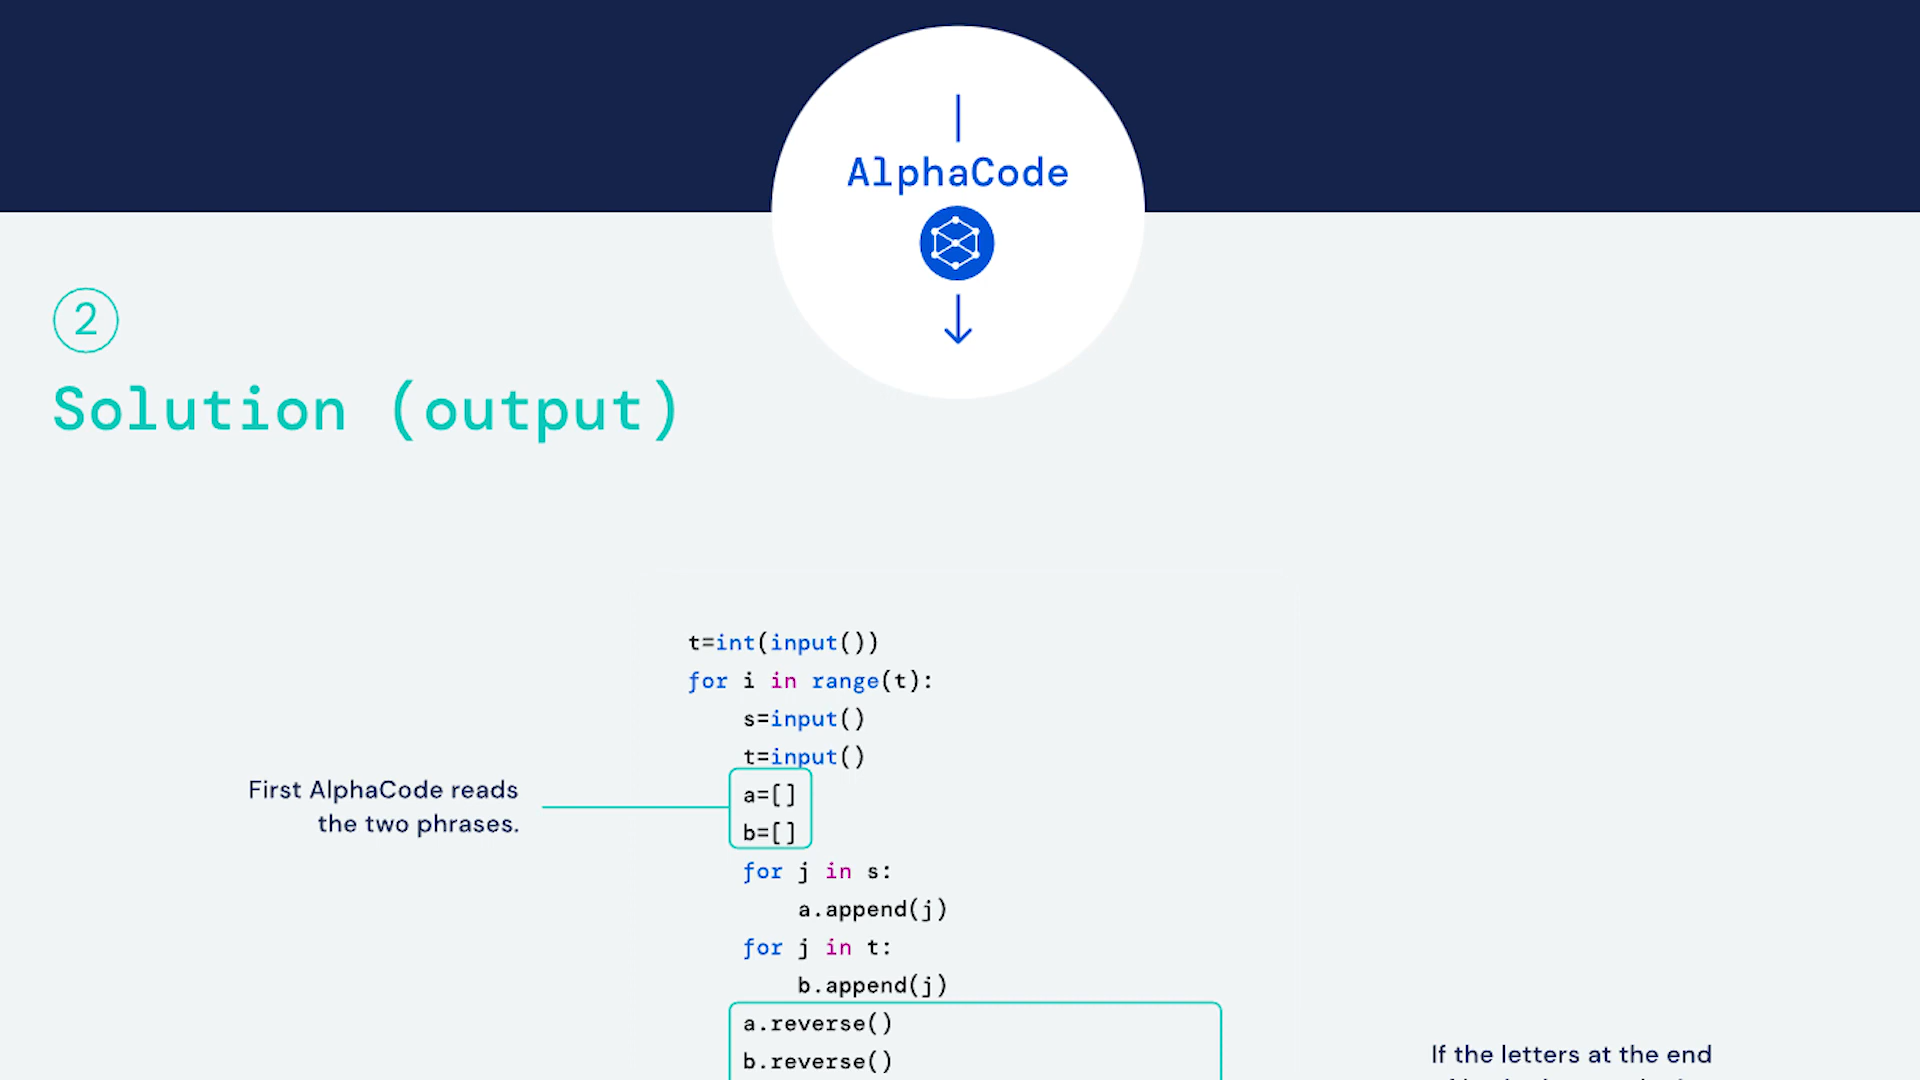 AlphaCode
2
Solution (output)
t=int(input())
for i in range(t):
s=input()
t=input()
First AlphaCode reads
the two phrases.
a=[]
b=[]
for j in s:
a.append(j)
for j in t:
b.append(j)
a.reverse()
b.reverse()
If the letters at the end